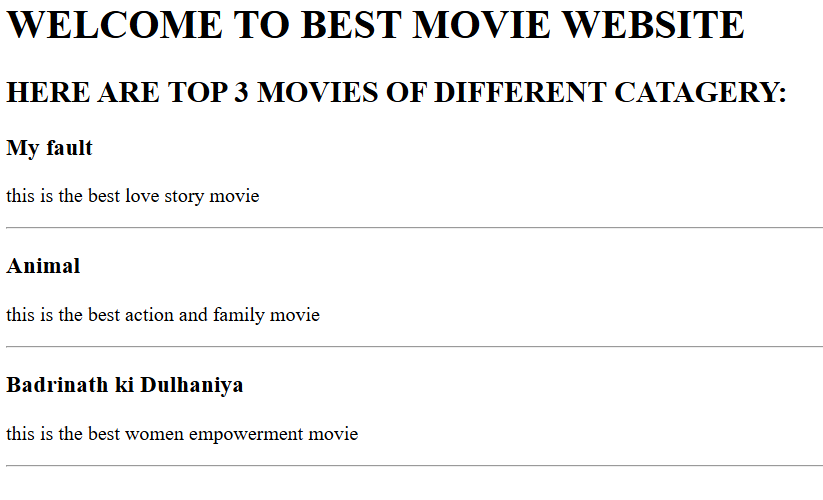 WELCOME TO BEST MOVIE WEBSITE
HERE ARE TOP 3 MOVIES OF DIFFERENT CATAGERY:
My fault
this is the best love story movie
Animal
this is the best action and family movie
Badrinath ki Dulhaniya
this is the best women empowerment movie